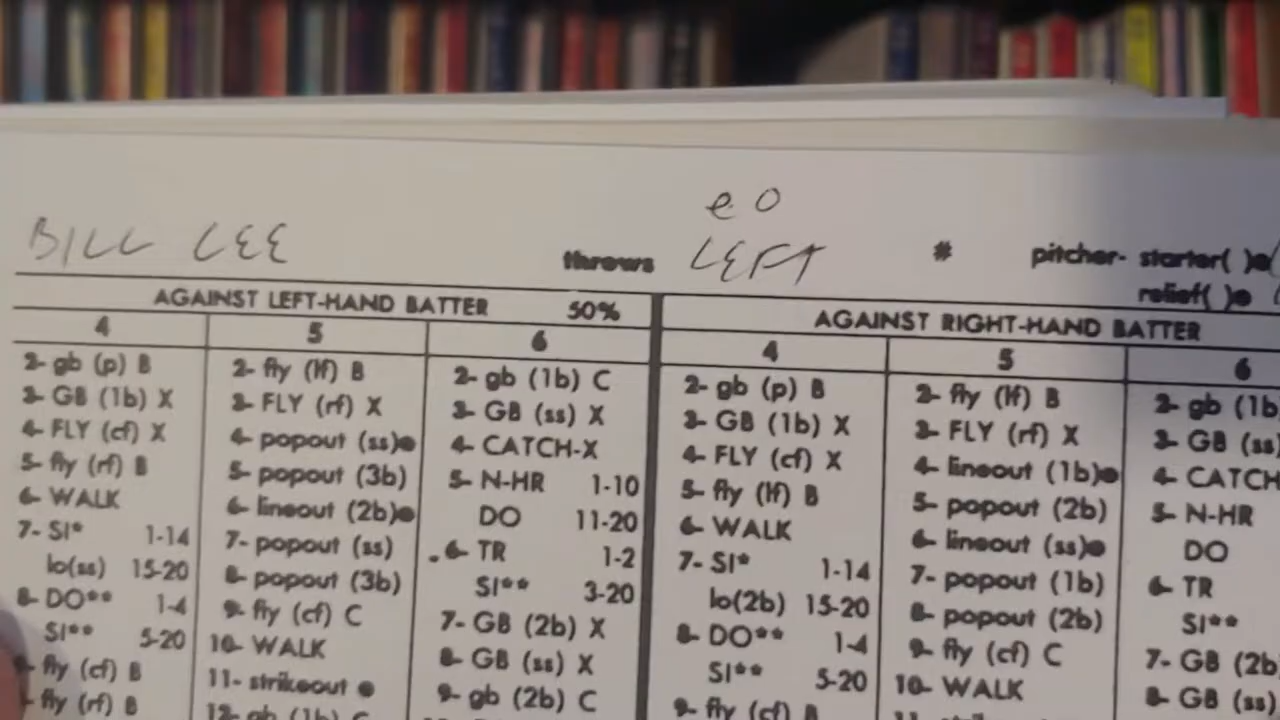 e 0
BILL LEE throws LEFT # pitcher- starter( )
relief( )
AGAINST LEFT-HAND BATTER 50%
4 5 6
2- gb (p) B 2- fly (lf) B 2- gb (1b) C
3- GB (1b) X 3- FLY (rf) X 3- GB (ss) X
4- FLY (cf) X 4- popout (ss)● 4- CATCH-X
5- fly (rf) B 5- popout (3b) 5- N-HR 1-10
6- WALK 6- lineout (2b)● DO 11-20
7- SI* 1-14 7- popout (ss) 6- TR 1-2
lo(ss) 15-20 8- popout (3b) SI** 3-20
8- DO** 1-4 9- fly (cf) C 7- GB (2b) X
SI** 5-20 10- WALK 8- GB (ss) X
fly (cf) B 11- strikeout ● 9- gb (2b) C
fly (rf) B 12- gb (1b) C
AGAINST RIGHT-HAND BATTER
4 5 6
2- gb (p) B 2- fly (lf) B 2- gb (1b
3- GB (1b) X 3- FLY (rf) X 3- GB (ss)
4- FLY (cf) X 4- lineout (1b)● 4- CATCH
5- fly (lf) B 5- popout (2b) 5- N-HR
6- WALK 6- lineout (ss)● DO
7- SI* 1-14 7- popout (1b) 6- TR
lo(2b) 15-20 8- popout (2b) SI**
8- DO** 1-4 9- fly (cf) C 7- GB (2b
SI** 5-20 10- WALK 8- GB (ss)
9- fly (cf) B